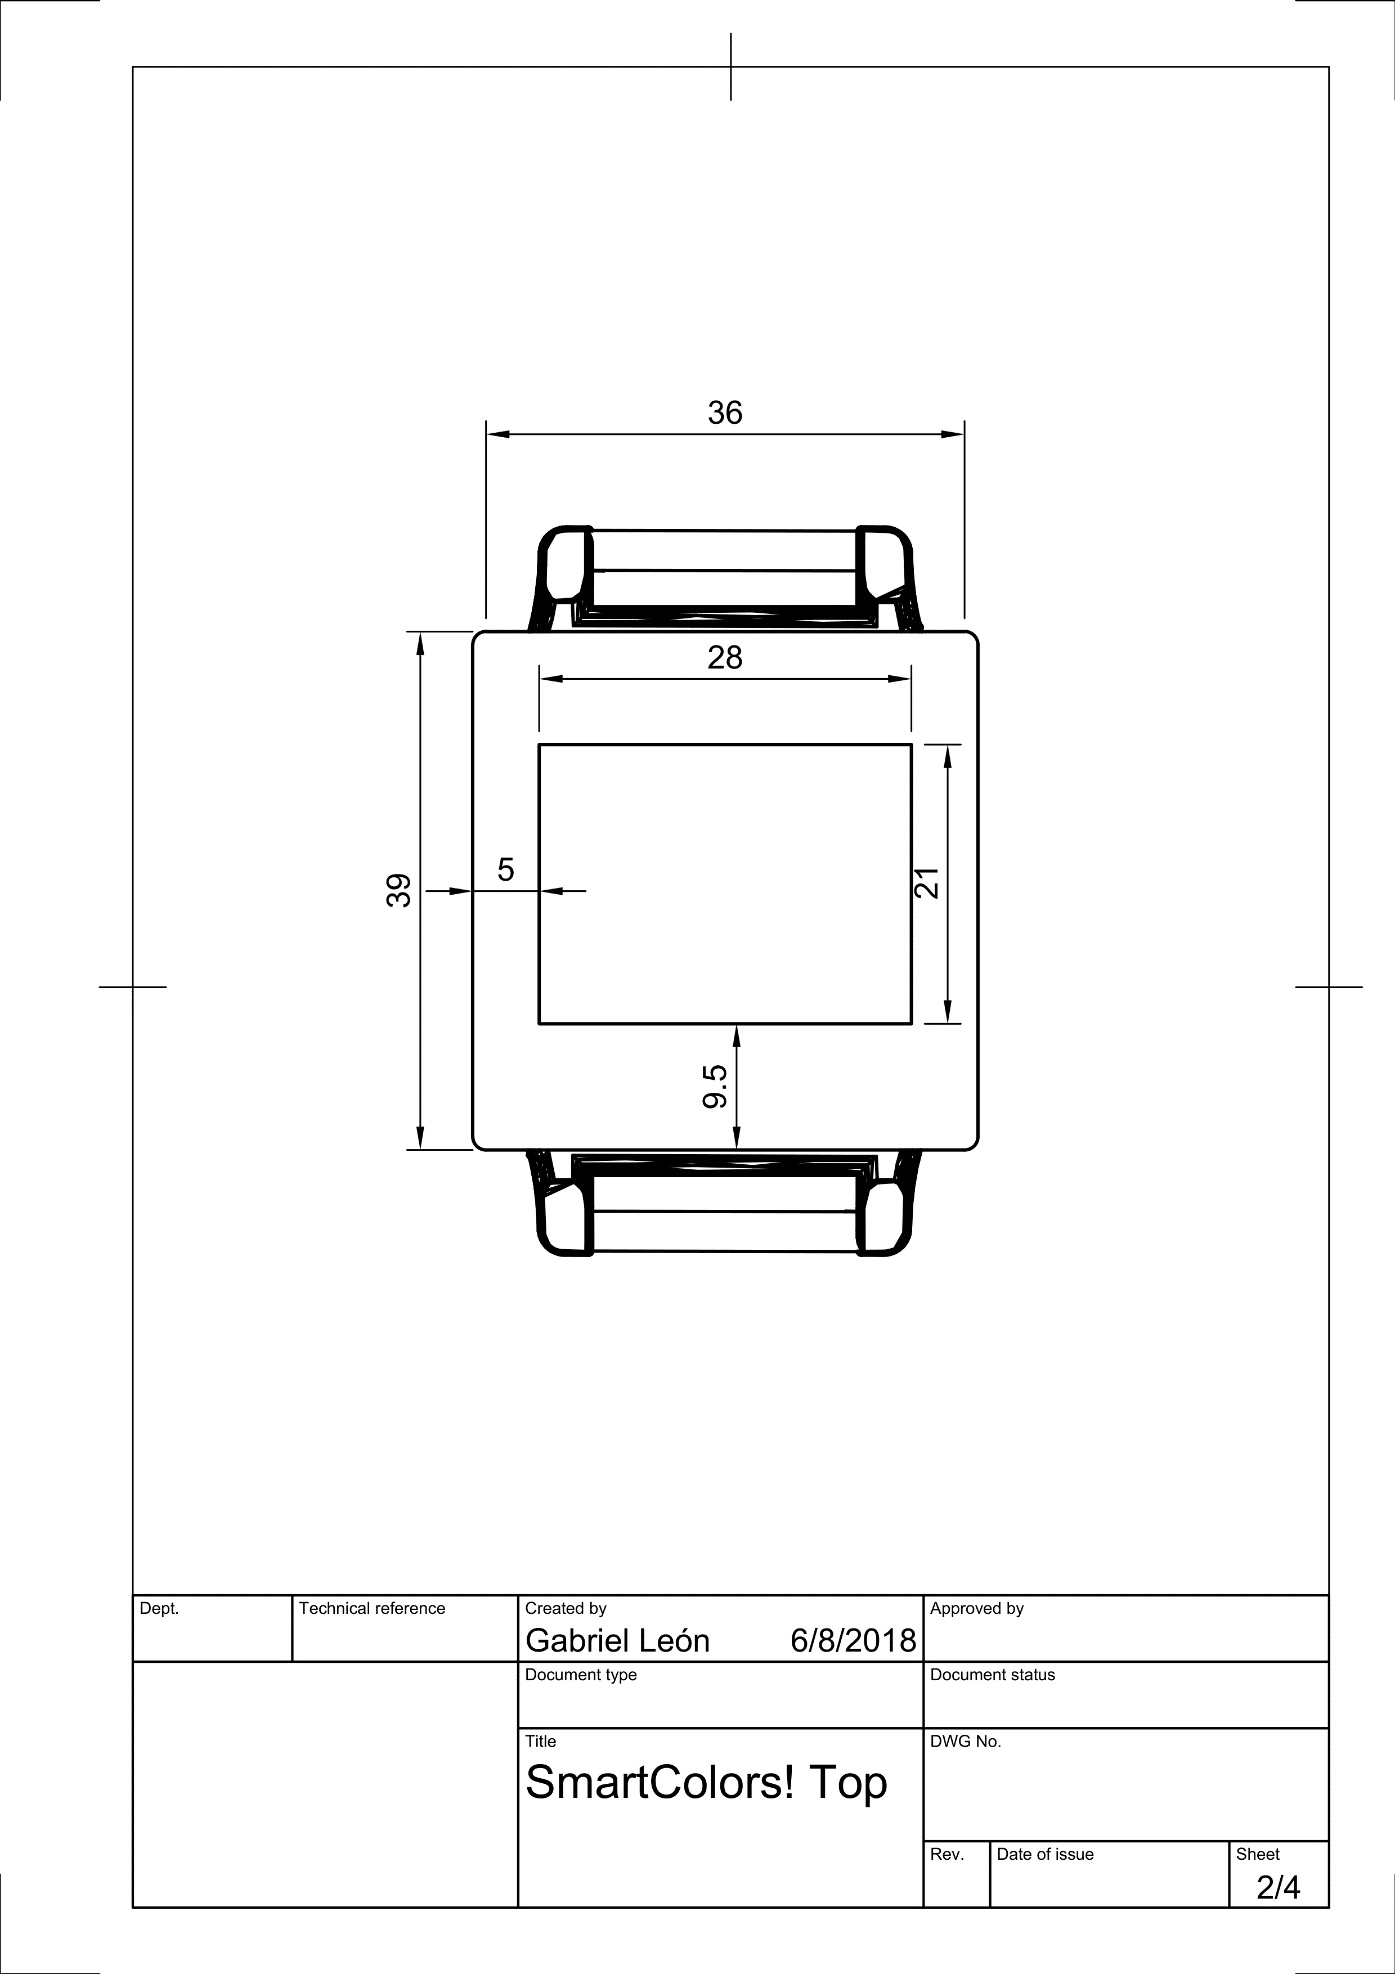 36
28
5
39
21
9.5
Dept.
Technical reference
Created by
Gabriel León 6/8/2018
Approved by
Document type
Document status
Title
SmartColors! Top
DWG No.
Rev.
Date of issue
Sheet
2/4